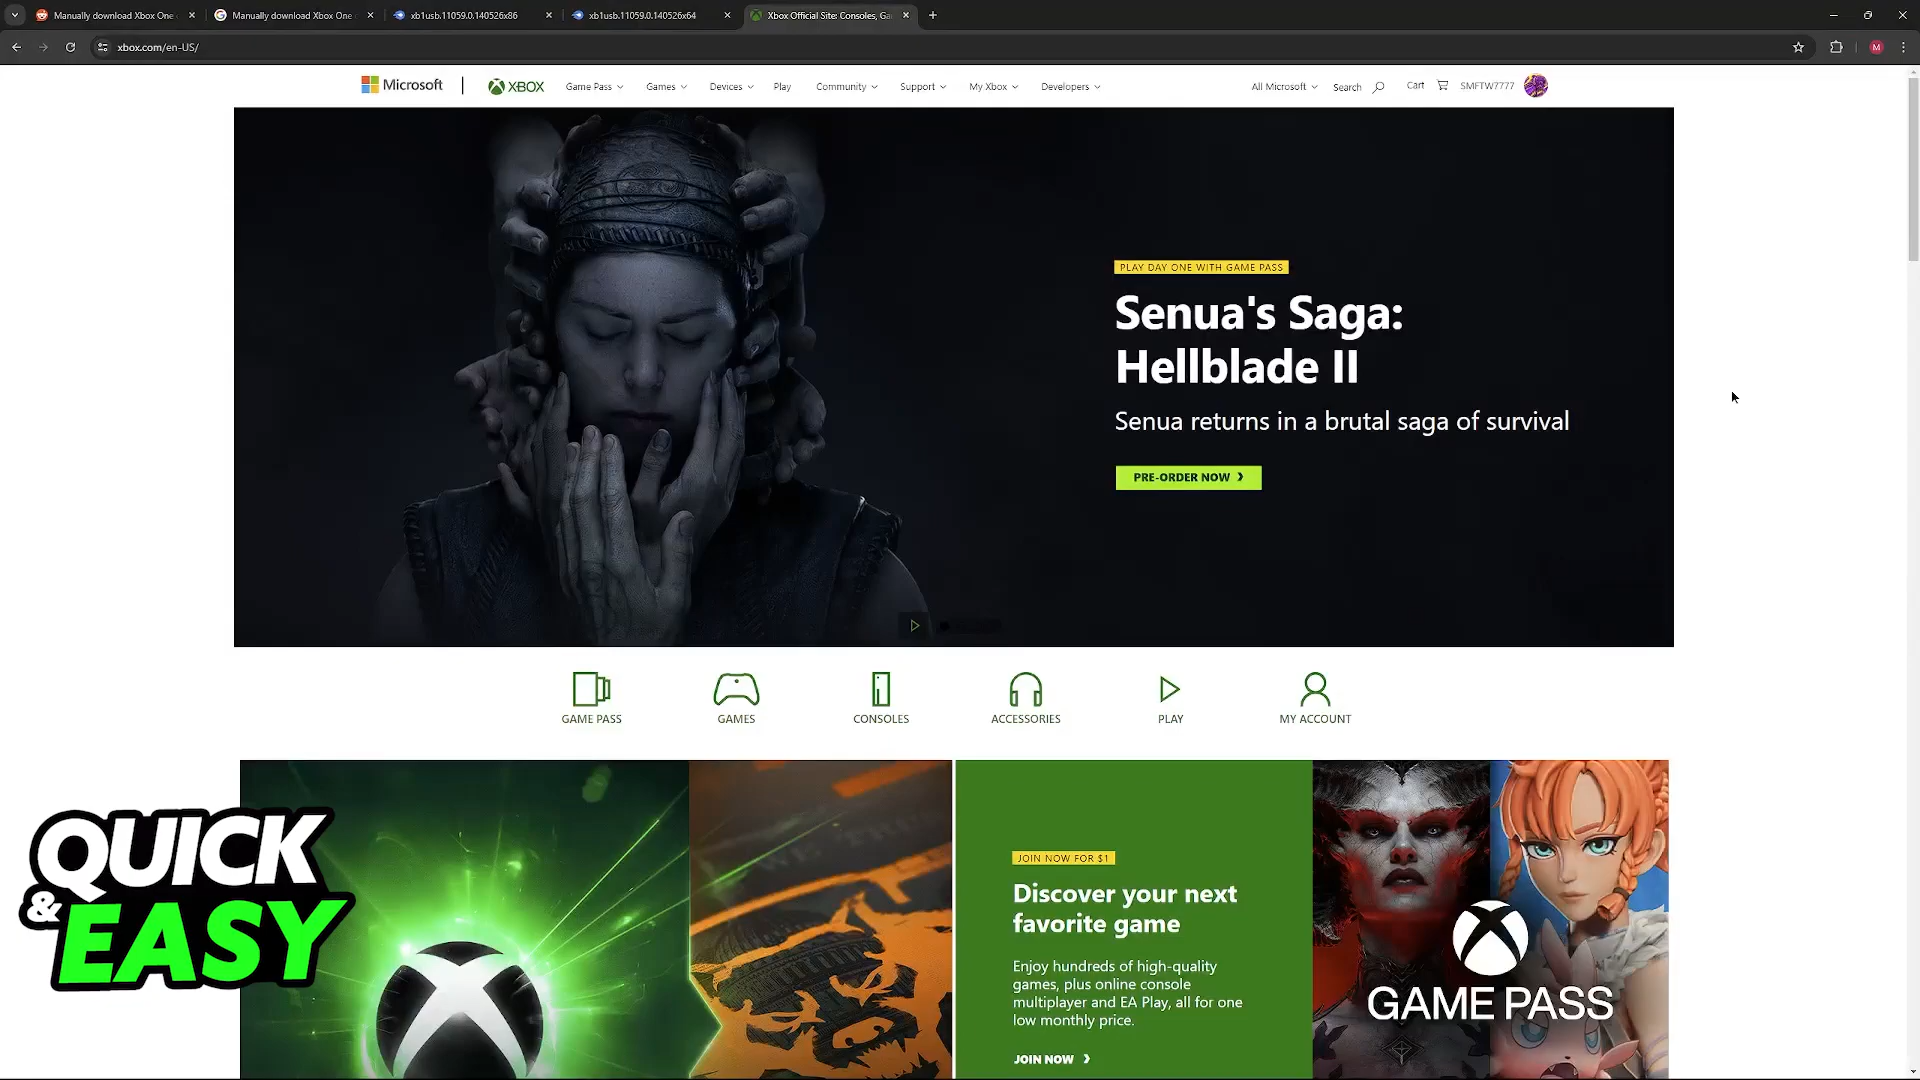 Manually download Xbox One
Manually download Xbox One
xb1usb.11059.0.140526x86
xb1usb.11059.0.140526x64
Xbox Official Site: Consoles, Ga
xbox.com/en-US/
M
Microsoft
XBOX
Game Pass
Games
Devices
Play
Community
Support
My Xbox
Developers
All Microsoft
Search
Cart
SMFTW7777
PLAY DAY ONE WITH GAME PASS
Senua's Saga:
Hellblade II
Senua returns in a brutal saga of survival
PRE-ORDER NOW
GAME PASS
GAMES
CONSOLES
ACCESSORIES
PLAY
MY ACCOUNT
QUICK
&
EASY
JOIN NOW FOR $1
Discover your next
favorite game
Enjoy hundreds of high-quality
games, plus online console
multiplayer and EA Play, all for one
low monthly price.
JOIN NOW
GAME PASS